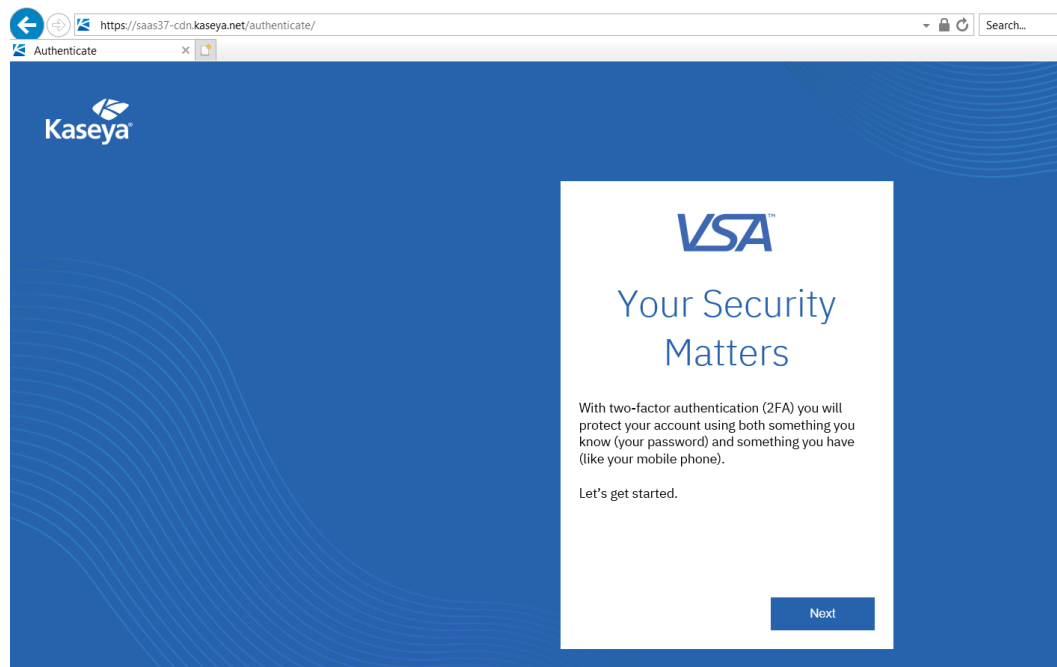 https://saas37-cdn.kaseya.net/authenticate/
Search...
Authenticate
Kaseya®
VSA™
Your Security
Matters
With two-factor authentication (2FA) you will
protect your account using both something you
know (your password) and something you have
(like your mobile phone).
Let's get started.
Next